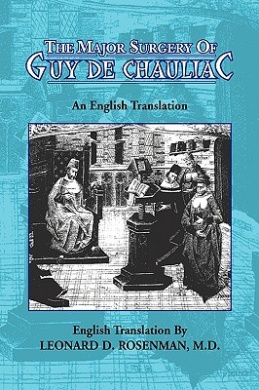 THE MAJOR SURGERY OF
GUY DE CHAULIAC
An English Translation
English Translation By
LEONARD D. ROSENMAN, M.D.